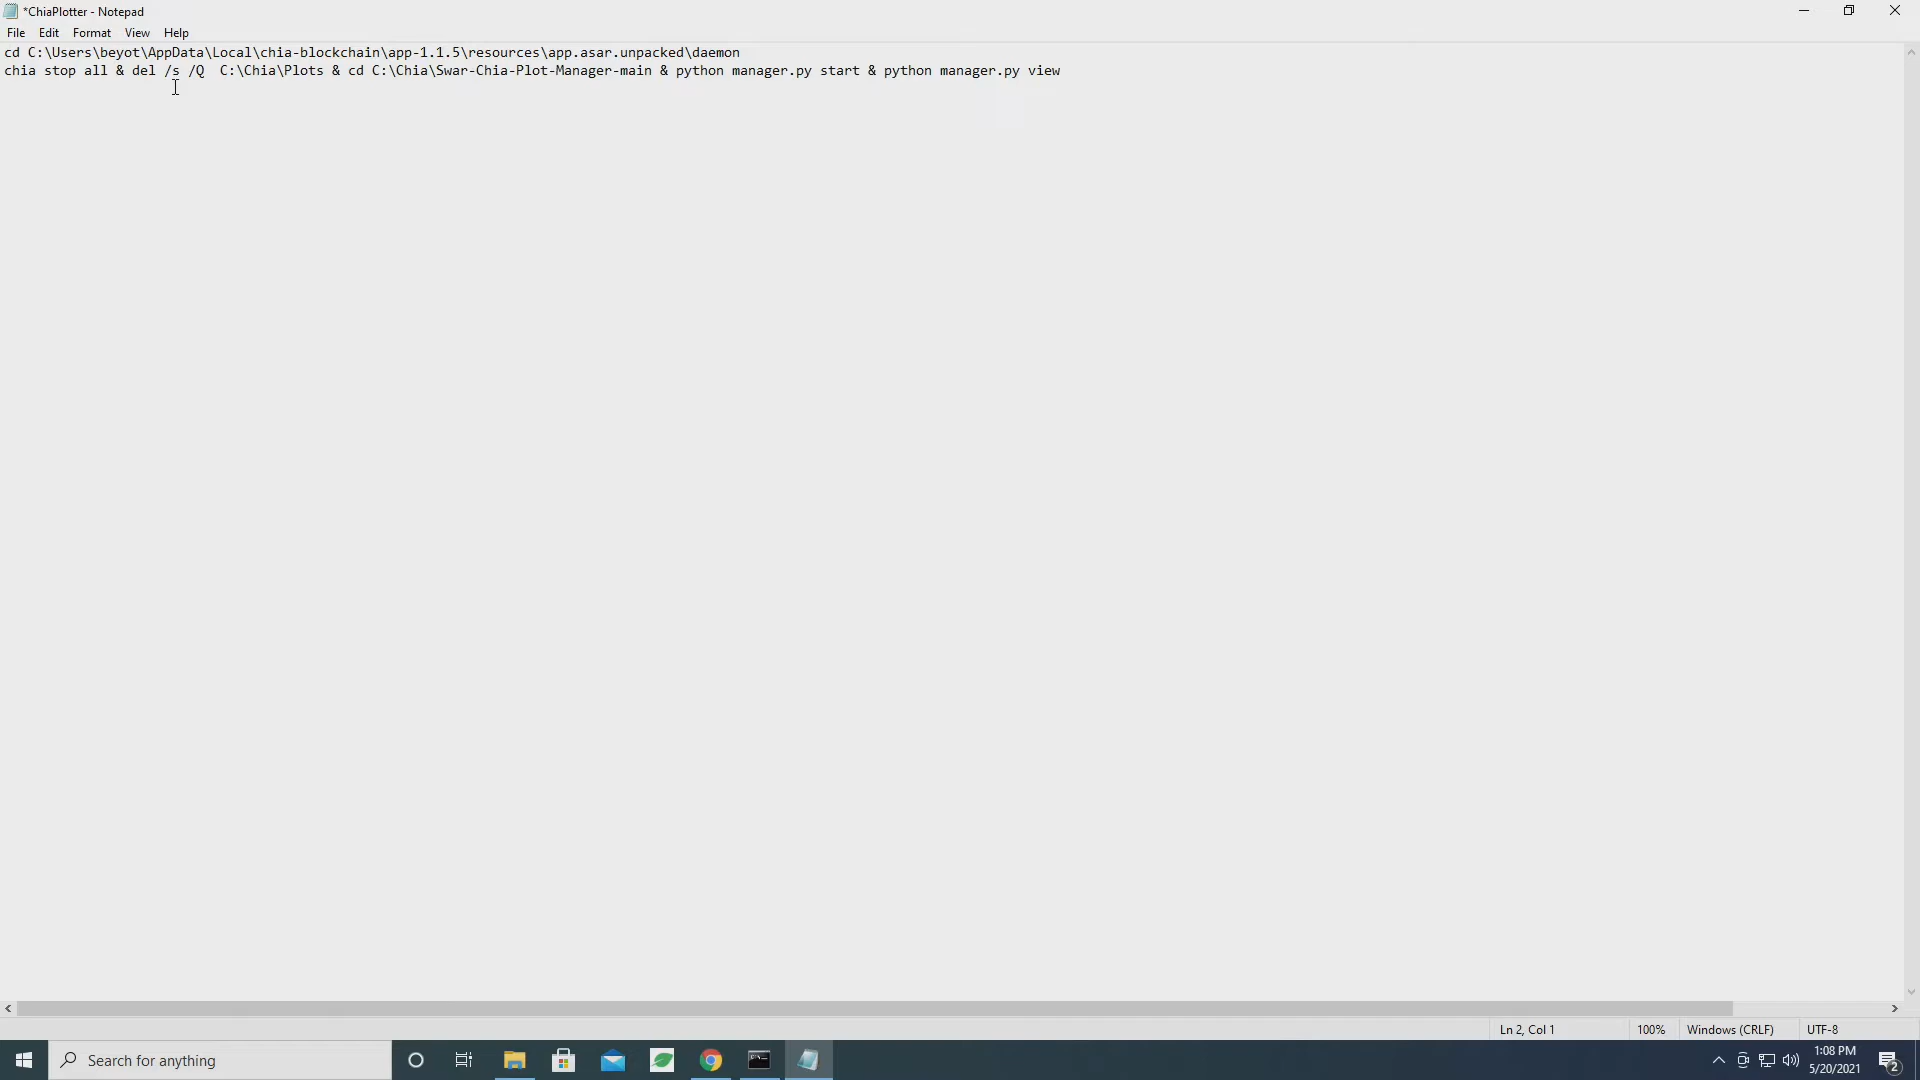 *ChiaPlotter - Notepad
File Edit Format View Help
cd C:\Users\beyot\AppData\Local\chia-blockchain\app-1.1.5\resources\app.asar.unpacked\daemon
chia stop all & del /s /Q  C:\Chia\Plots & cd C:\Chia\Swar-Chia-Plot-Manager-main & python manager.py start & python manager.py view
Ln 2, Col 1 100% Windows (CRLF) UTF-8
Search for anything
1:08 PM
5/20/2021
2